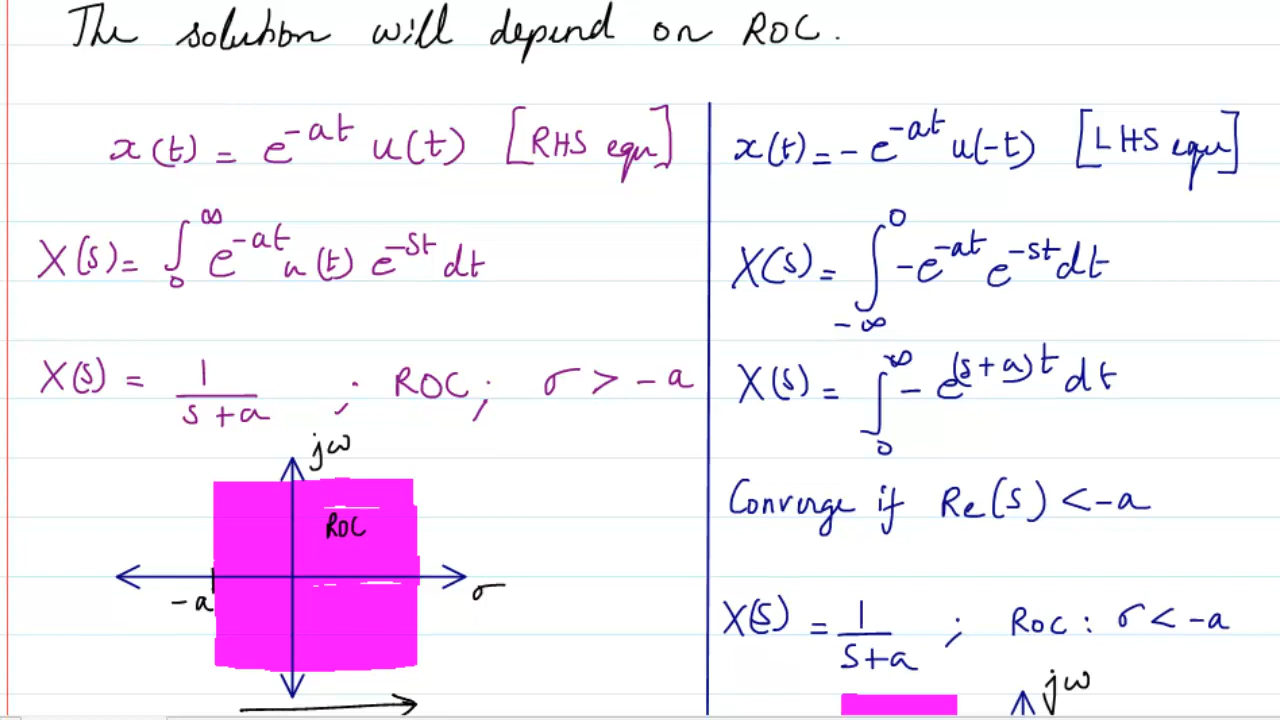 The solution will depend on ROC.
x(t) = e^{-at} u(t) [RHS equ]
X(s) = ∫_0^∞ e^{-at} u(t) e^{-st} dt
X(s) = 1/(s+a) ; ROC; σ > -a
jω
ROC
-a
σ
x(t) = - e^{-at} u(-t) [LHS equ]
X(s) = ∫_{-∞}^0 -e^{-at} e^{-st} dt
X(s) = ∫_0^∞ - e^{(s+a)t} dt
Converge if Re(s) < -a
X(s) = 1/(s+a) ; ROC: σ < -a
jω